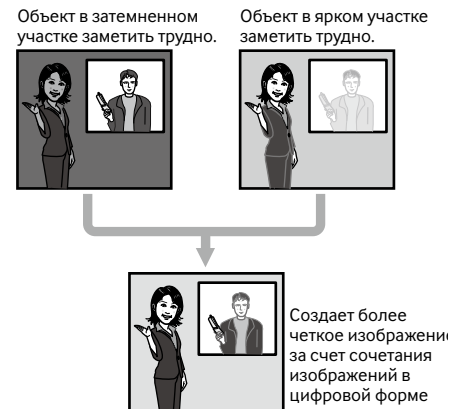 Объект в затемненном
участке заметить трудно.
Объект в ярком участке
заметить трудно.
Создает более
четкое изображение
за счет сочетания
изображений в
цифровой форме